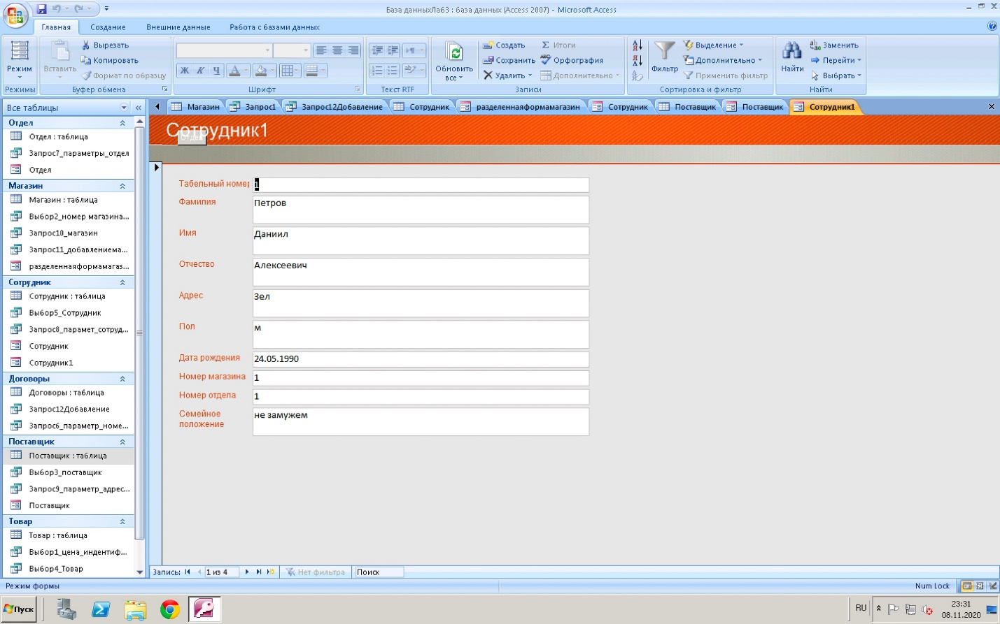 База данныхЛаб3 : база данных (Access 2007) - Microsoft Access
Главная Создание Внешние данные Работа с базами данных
Режим
Режимы
Вставить
Вырезать
Копировать
Формат по образцу
Буфер обмена
Ж К Ч А
Шрифт
Текст RTF
Обновить все
Создать
Сохранить
Удалить
Итоги
Орфография
Дополнительно
Записи
Фильтр
Выделение
Дополнительно
Применить фильтр
Сортировка и фильтр
Найти
Заменить
Перейти
Выбрать
Найти
Все таблицы
Магазин Запрос1 Запрос12Добавление Сотрудник разделеннаяформамагазин Сотрудник Поставщик Поставщик Сотрудник1
Отдел
Отдел : таблица
Запрос7_параметры_отдел
Отдел
Магазин
Магазин : таблица
Выбор2_номер магазина...
Запрос10_магазин
Запрос11_добавлениема...
разделеннаяформамагаз...
Сотрудник
Сотрудник : таблица
Выбор5_Сотрудник
Запрос8_парамет_сотруд...
Сотрудник
Сотрудник1
Договоры
Договоры : таблица
Запрос12Добавление
Запрос6_параметр_номе...
Поставщик
Поставщик : таблица
Выбор3_поставщик
Запрос9_параметр_адрес...
Поставщик
Товар
Товар : таблица
Выбор1_цена_индентиф...
Выбор4_Товар
Сотрудник1
Отдел
Табельный номер 1
Фамилия Петров
Имя Даниил
Отчество Алексеевич
Адрес Зел
Пол м
Дата рождения 24.05.1990
Номер магазина 1
Номер отдела 1
Семейное положение не замужем
Запись: 1 из 4 Нет фильтра Поиск
Режим формы Num Lock
Пуск RU 23:31
08.11.2020